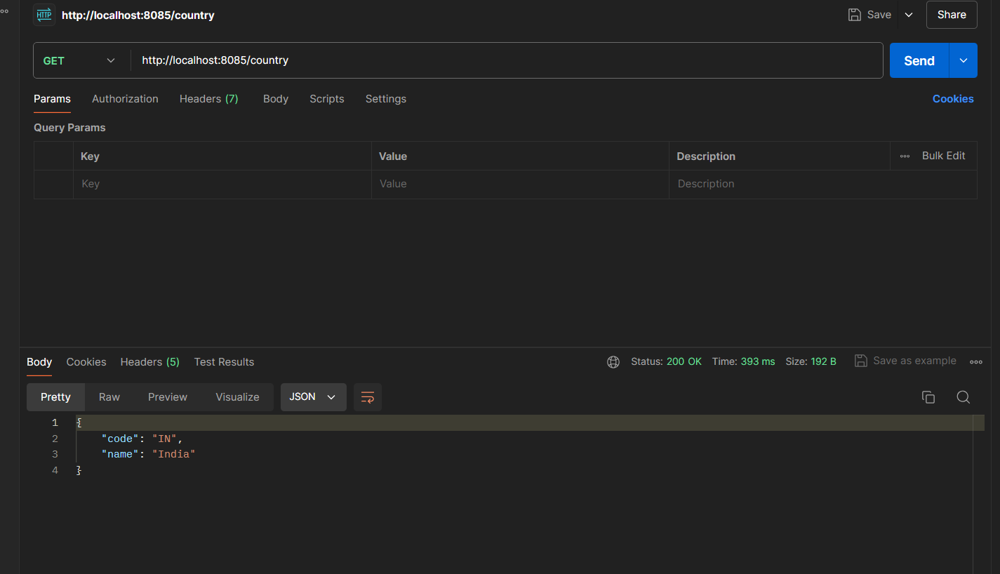 HTTP http://localhost:8085/country Save Share
GET http://localhost:8085/country Send
Params Authorization Headers (7) Body Scripts Settings Cookies
Query Params
Key Value Description Bulk Edit
Key Value Description
Body Cookies Headers (5) Test Results Status: 200 OK Time: 393 ms Size: 192 B Save as example
Pretty Raw Preview Visualize JSON
1 {
2 "code": "IN",
3 "name": "India"
4 }